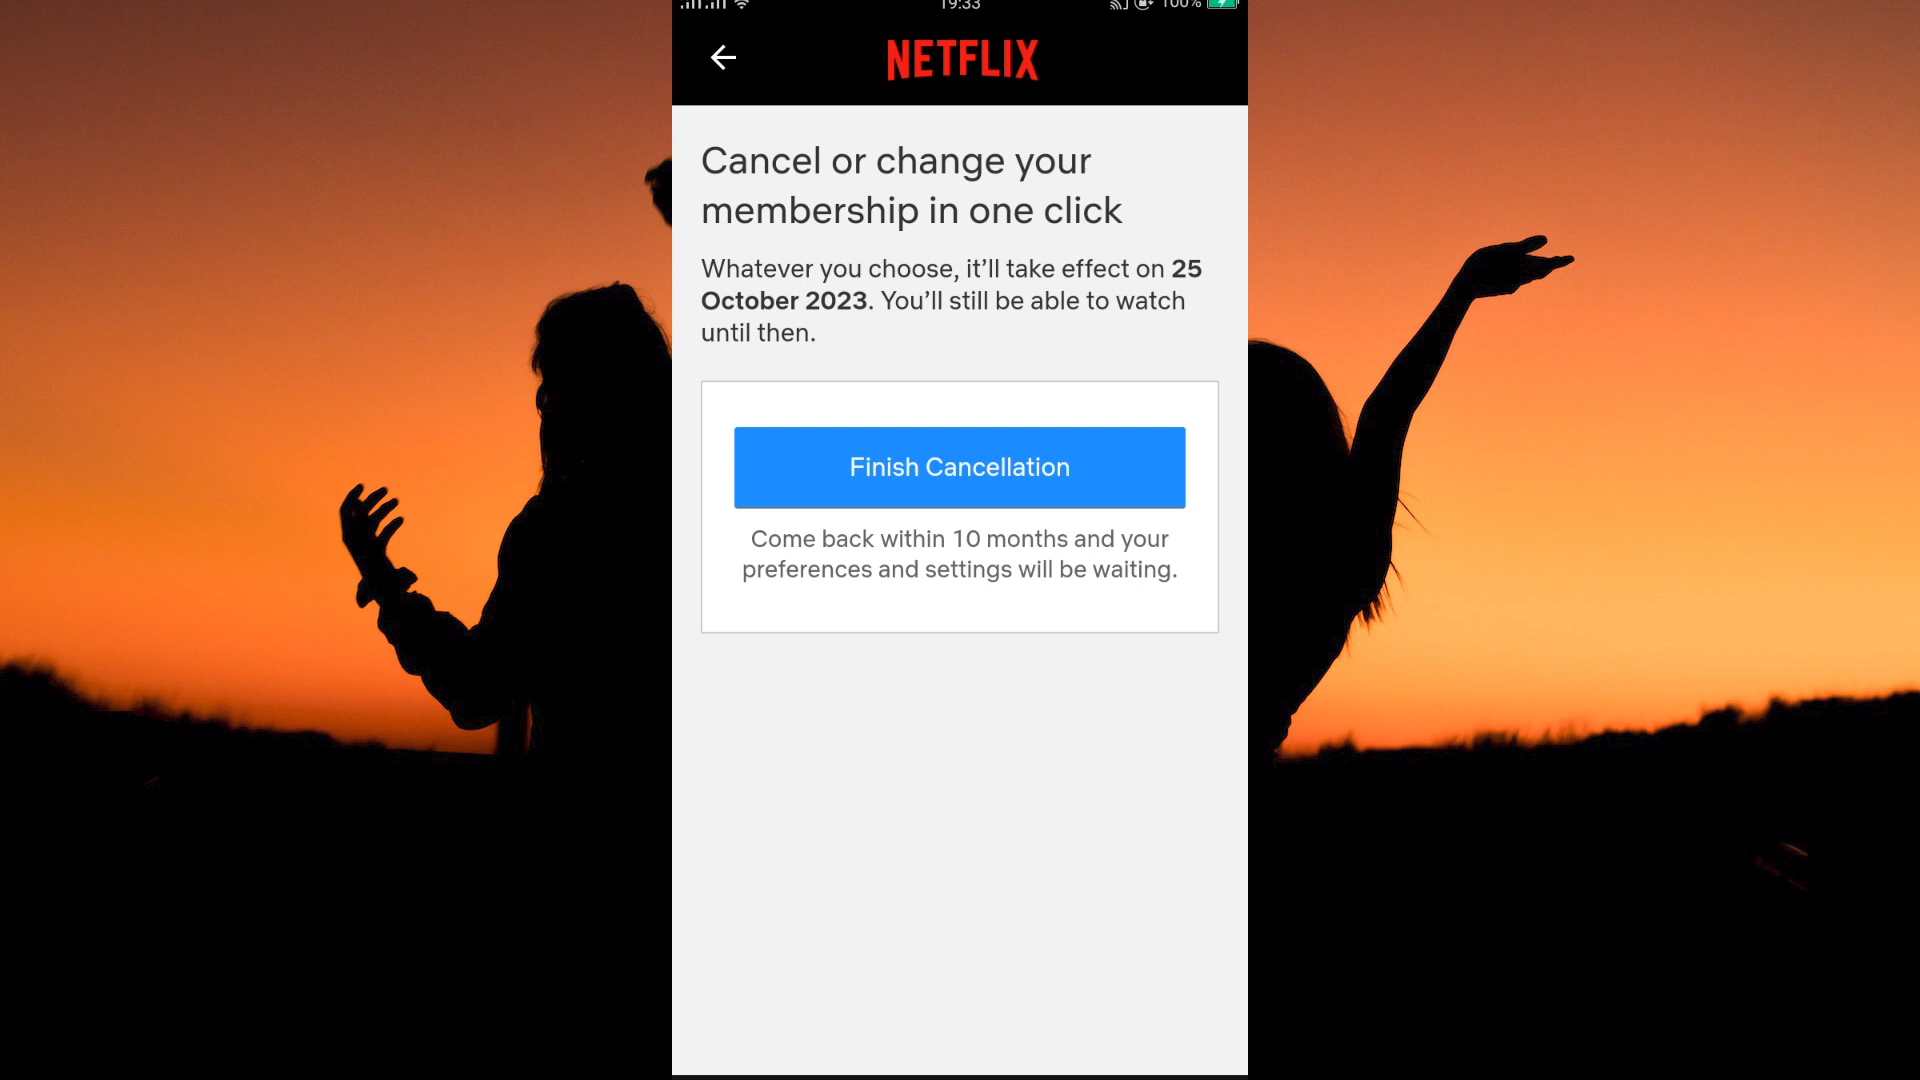 19:33
100%
NETFLIX
Cancel or change your
membership in one click
Whatever you choose, it’ll take effect on 25
October 2023. You’ll still be able to watch
until then.
Finish Cancellation
Come back within 10 months and your
preferences and settings will be waiting.